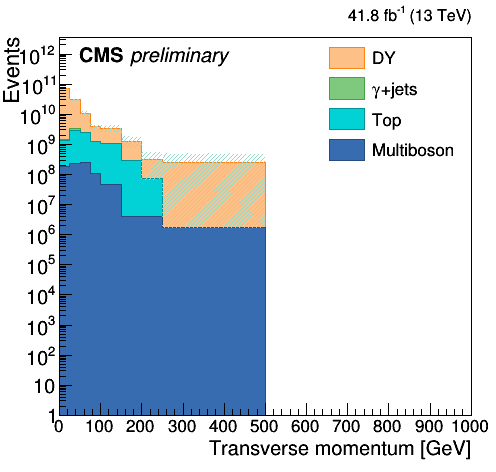 41.8 fb⁻¹ (13 TeV)
CMS preliminary
Events
DY
γ+jets
Top
Multiboson
10¹²
10¹¹
10¹⁰
10⁹
10⁸
10⁷
10⁶
10⁵
10⁴
10³
10²
10
1
0 100 200 300 400 500 600 700 800 900 1000
Transverse momentum [GeV]